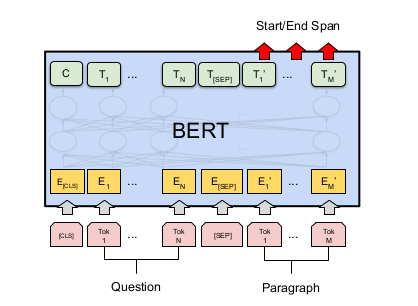 Start/End Span
C T1 ... TN T[SEP] T1' ... TM'
...
BERT
...
E[CLS] E1 ... EN E[SEP] E1' ... EM'
[CLS] Tok 1 ... Tok N [SEP] Tok 1 ... Tok M
Question Paragraph